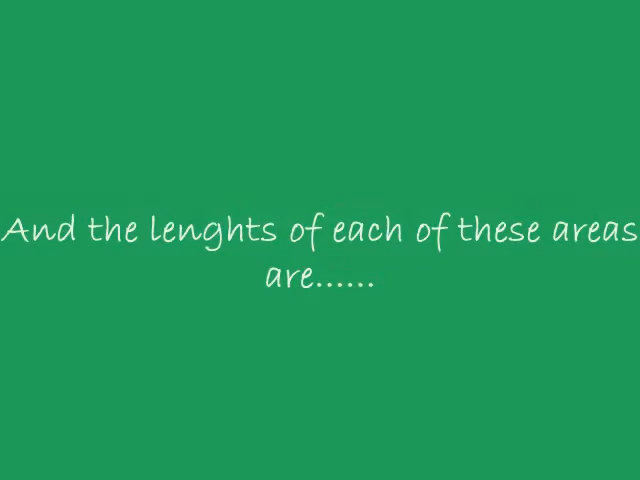 And the lenghts of each of these areas
are......